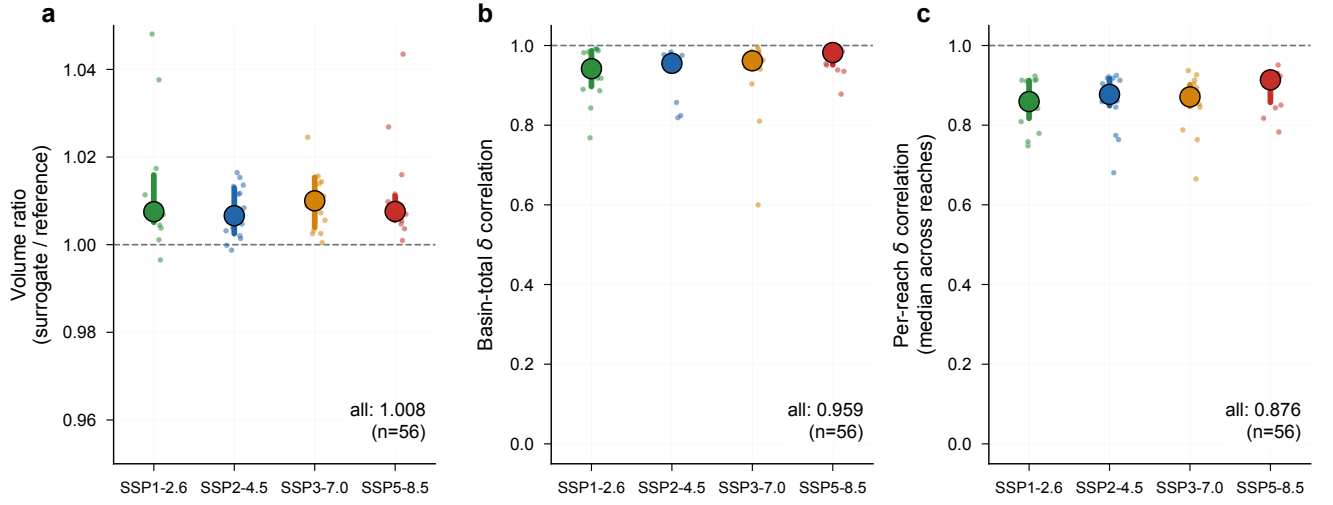 a
Volume ratio
(surrogate / reference)
1.04
1.02
1.00
0.98
0.96
all: 1.008
(n=56)
SSP1-2.6
SSP2-4.5
SSP3-7.0
SSP5-8.5
b
Basin-total δ correlation
1.0
0.8
0.6
0.4
0.2
0.0
all: 0.959
(n=56)
SSP1-2.6
SSP2-4.5
SSP3-7.0
SSP5-8.5
c
Per-reach δ correlation
(median across reaches)
1.0
0.8
0.6
0.4
0.2
0.0
all: 0.876
(n=56)
SSP1-2.6
SSP2-4.5
SSP3-7.0
SSP5-8.5